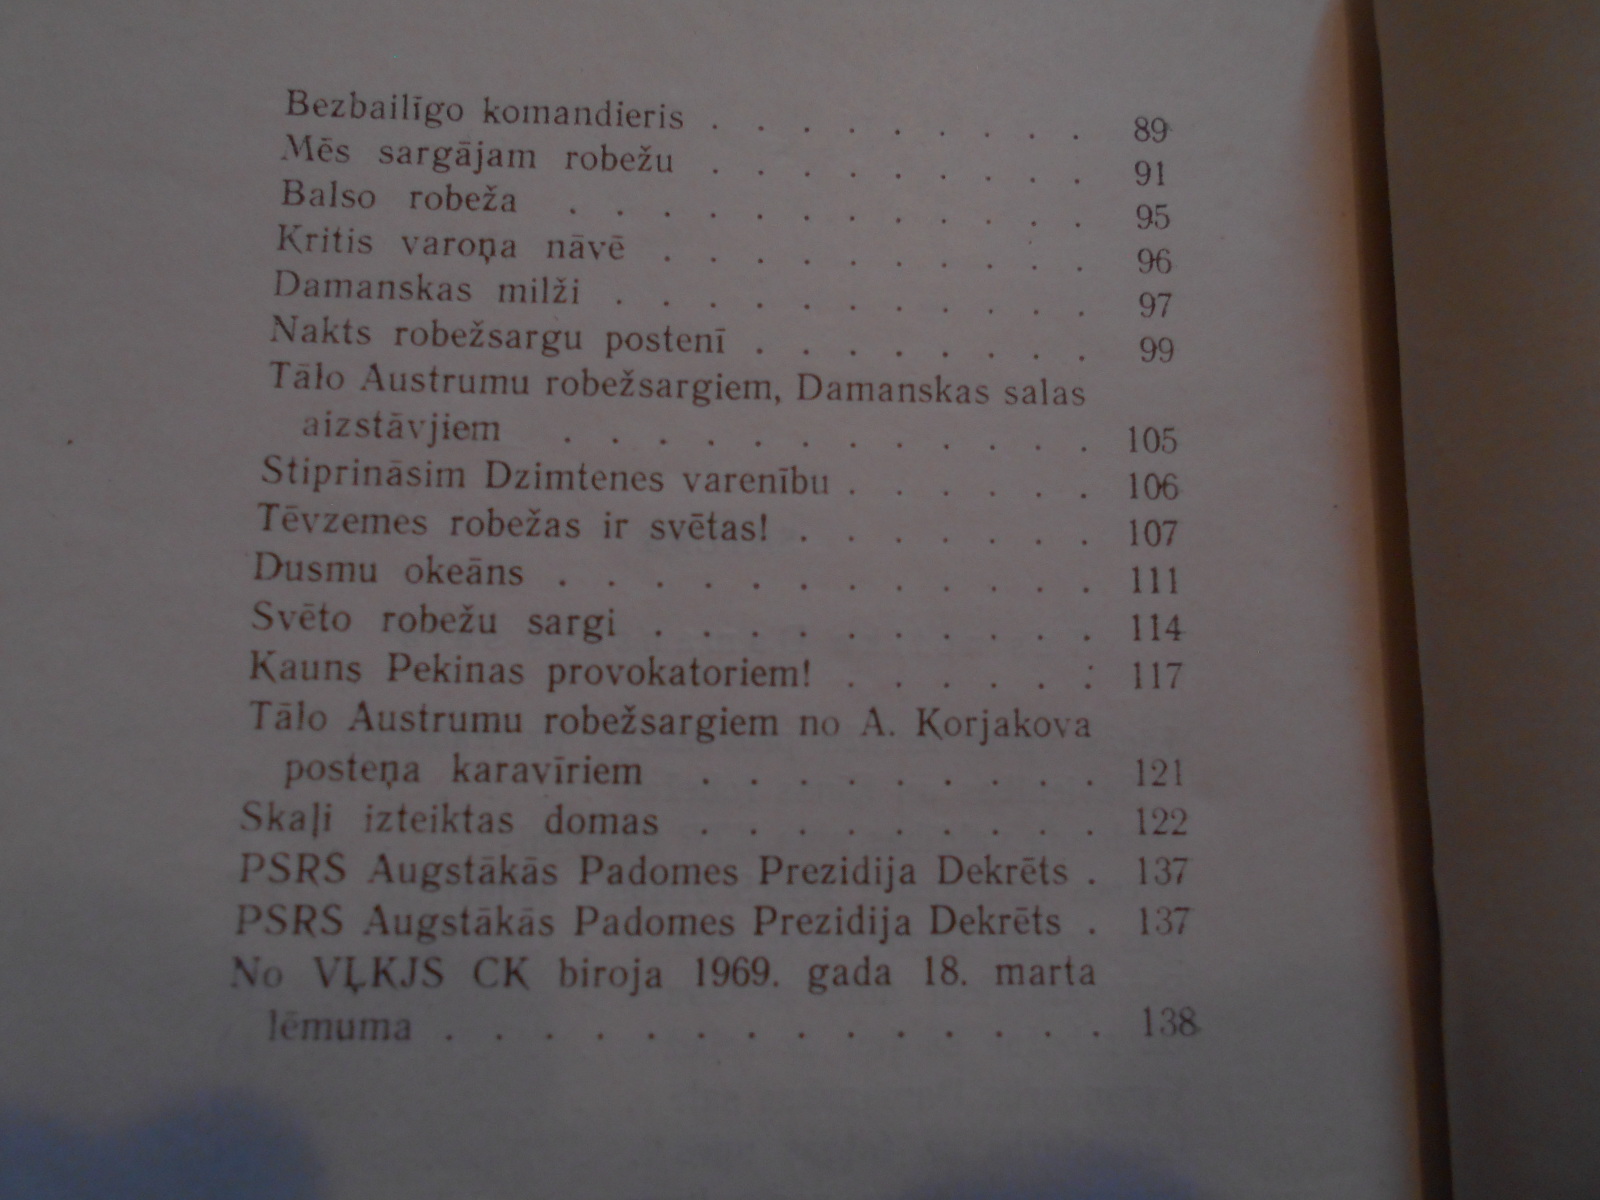 Bezbailīgo komandieris . . . . . . . . . 89
Mēs sargājam robežu . . . . . . . . . 91
Balso robeža . . . . . . . . . . . . 95
Kritis varoņa nāvē . . . . . . . . . . 96
Damanskas milži . . . . . . . . . . . 97
Nakts robežsargu postenī . . . . . . . . 99
Tālo Austrumu robežsargiem, Damanskas salas
aizstāvjiem . . . . . . . . . . . . 105
Stiprināsim Dzimtenes varenību . . . . . . 106
Tēvzemes robežas ir svētas! . . . . . . . 107
Dusmu okeāns . . . . . . . . . . . . 111
Svēto robežu sargi . . . . . . . . . . 114
Kauns Pekinas provokatoriem! . . . . . . 117
Tālo Austrumu robežsargiem no A. Korjakova
posteņa karavīriem . . . . . . . . . 121
Skaļi izteiktas domas . . . . . . . . . 122
PSRS Augstākās Padomes Prezidija Dekrēts . 137
PSRS Augstākās Padomes Prezidija Dekrēts . 137
No VĻKJS CK biroja 1969. gada 18. marta
lēmuma . . . . . . . . . . . . . . 138